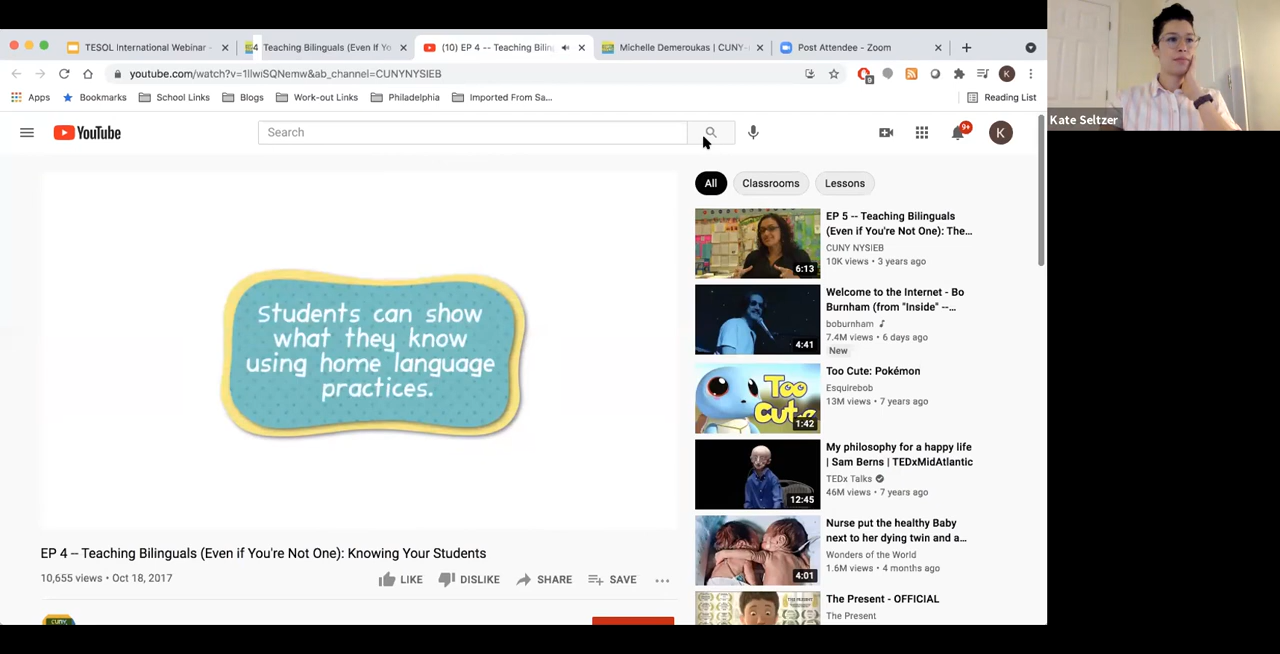 TESOL International Webinar -
4 Teaching Bilinguals (Even if Yo
(10) EP 4 -- Teaching Bilin
Michelle Demeroukas | CUNY-
Post Attendee - Zoom
youtube.com/watch?v=1llwiSQNemw&ab_channel=CUNYNYSIEB
9
K
Apps
Bookmarks
School Links
Blogs
Work-out Links
Philadelphia
Imported From Sa...
Reading List
YouTube
Search
9+
K
Kate Seltzer
All
Classrooms
Lessons
Students can show
what they know
using home language
practices.
EP 4 – Teaching Bilinguals (Even if You're Not One): Knowing Your Students
10,655 views • Oct 18, 2017
LIKE
DISLIKE
SHARE
SAVE
EP 5 -- Teaching Bilinguals
(Even if You're Not One): The...
CUNY NYSIEB
10K views • 3 years ago
6:13
Welcome to the Internet - Bo
Burnham (from "Inside" --...
boburnham
7.4M views • 6 days ago
New
4:41
Too Cute: Pokémon
Esquirebob
13M views • 7 years ago
Too
Cute
1:42
My philosophy for a happy life
| Sam Berns | TEDxMidAtlantic
TEDx Talks
46M views • 7 years ago
12:45
Nurse put the healthy Baby
next to her dying twin and a...
Wonders of the World
1.6M views • 4 months ago
4:01
The Present - OFFICIAL
The Present
CUNY